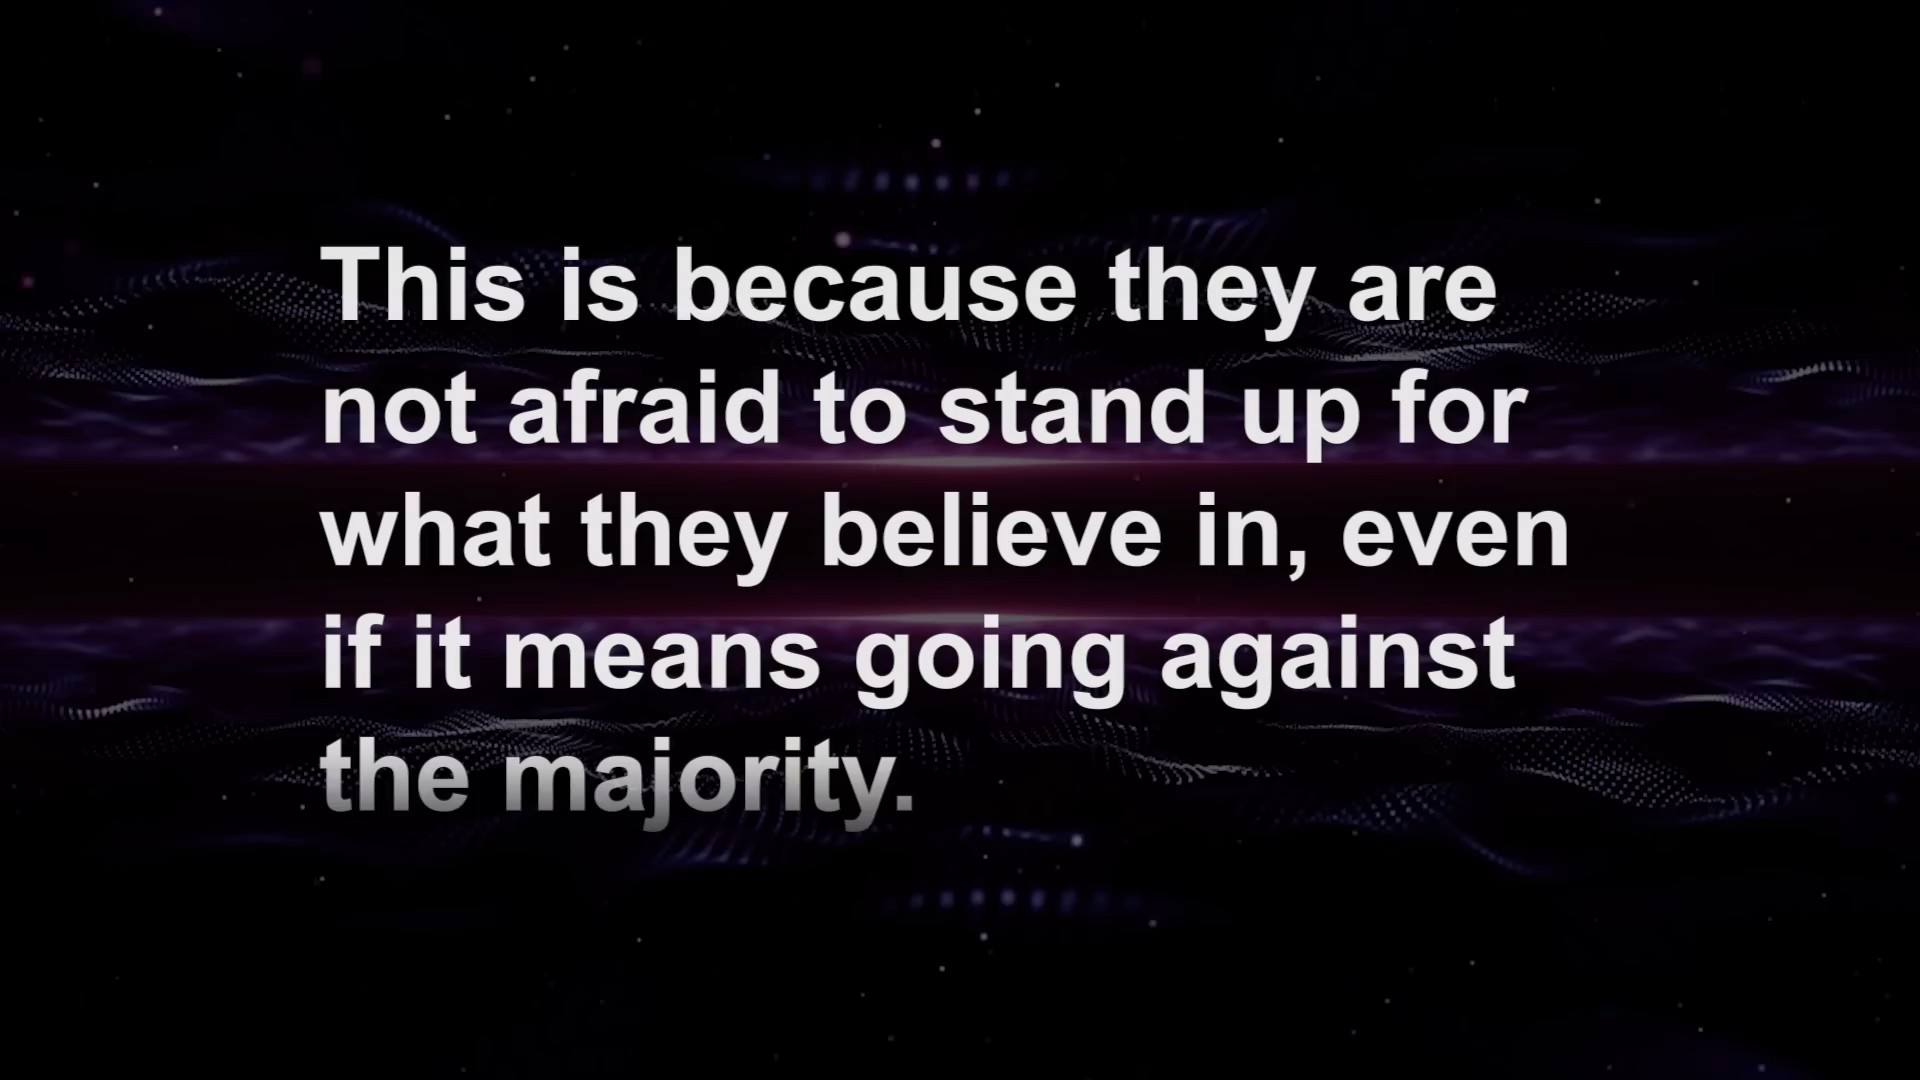 This is because they are
not afraid to stand up for
what they believe in, even
if it means going against
the majority.